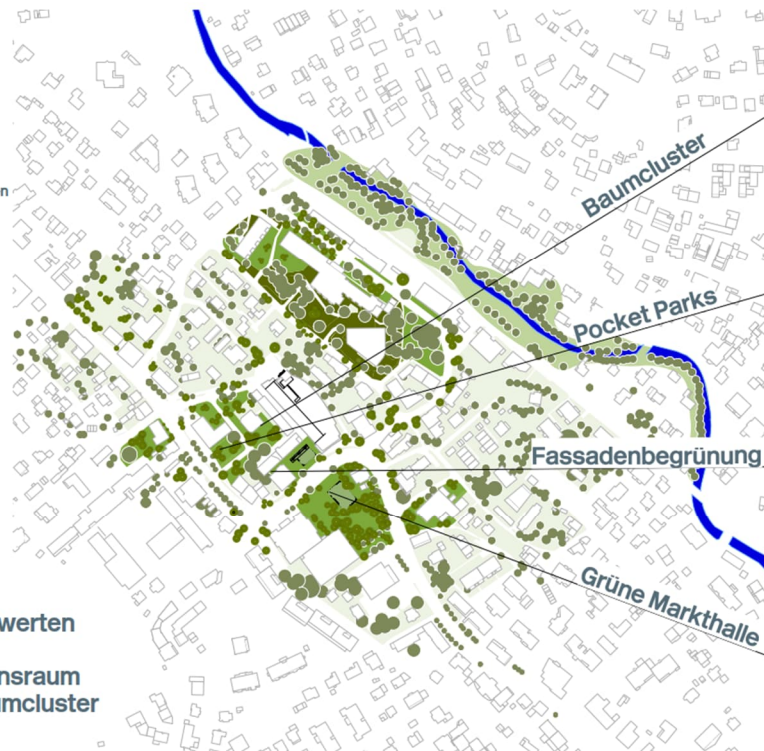 n
Baumcluster
Pocket Parks
Fassadenbegrünung
Grüne Markthalle
werten
nsraum
umcluster